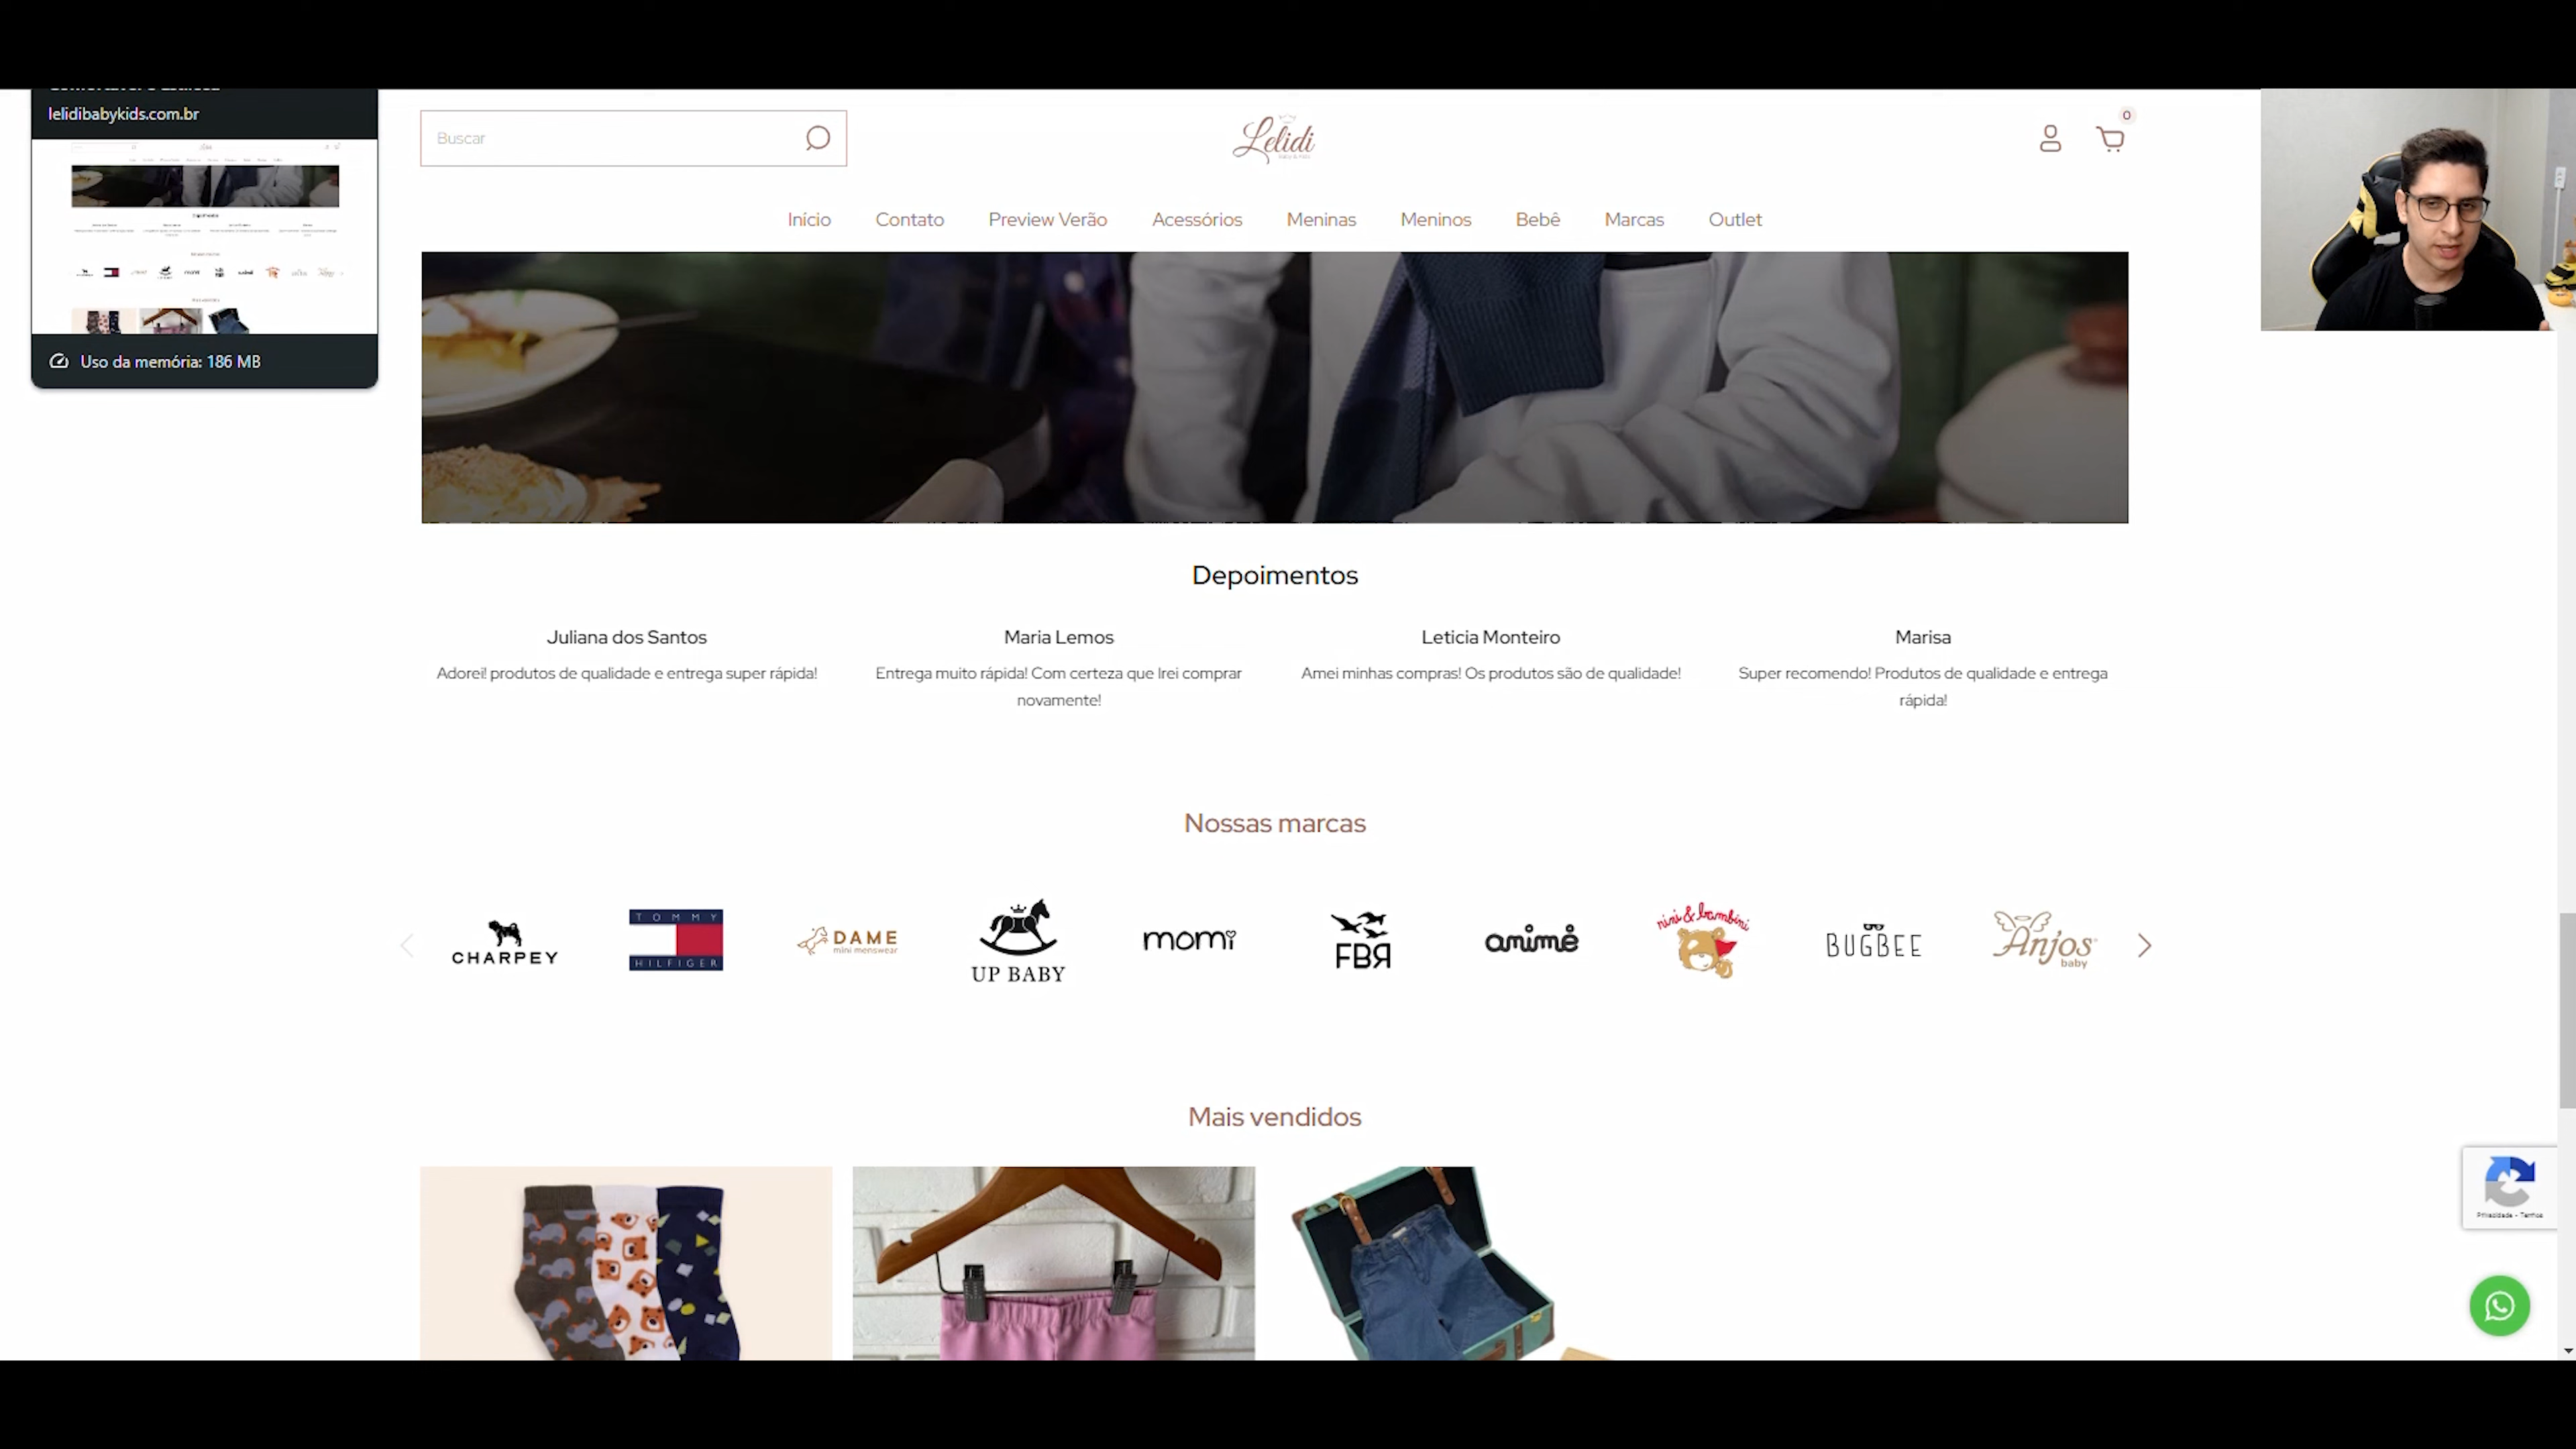 lelidibabykids.com.br
Uso da memória: 186 MB
Buscar
Lelidi
0
Início Contato Preview Verão Acessórios Meninas Meninos Bebê Marcas Outlet
Depoimentos
Juliana dos Santos
Adorei! produtos de qualidade e entrega super rápida!
Maria Lemos
Entrega muito rápida! Com certeza que Irei comprar
novamente!
Leticia Monteiro
Amei minhas compras! Os produtos são de qualidade!
Marisa
Super recomendo! Produtos de qualidade e entrega
rápida!
Nossas marcas
CHARPEY
TOMMY
HILFIGER
DAME
mini menswear
UP BABY
momi
FBR
animê
nini & bambini
BUGBEE
Anjos
baby
Mais vendidos
Privacidade - Termos